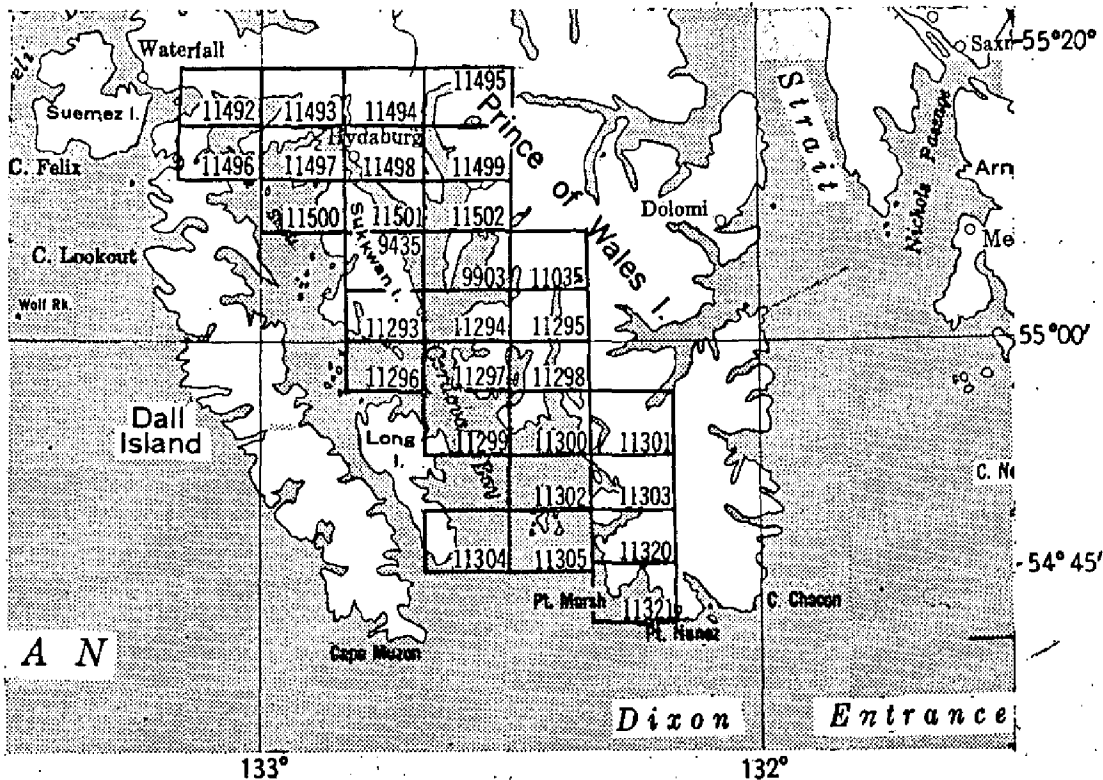 Waterfall
Saxm
55°20'
Suemez I.
C. Felix
11492 11493 11494 11495
Hydaburg
11496 11497 11498 11499
11500 11501 11502
Prince of Wales I.
Strait
Nichols Passage
Dolomi
C. Lookout
Wolf Rk.
Sukkwan I.
9435
9903 11035
11293 11294 11295
55°00'
11296 11297 11298
Dall
Island
Long
I.
11299 11300 11301
11302 11303
11304 11305 11320
54°45'
Pt. Marsh
11321
Pt. Nunez
C. Chacon
Cape Muzon
A N
Dixon Entrance
133° 132°